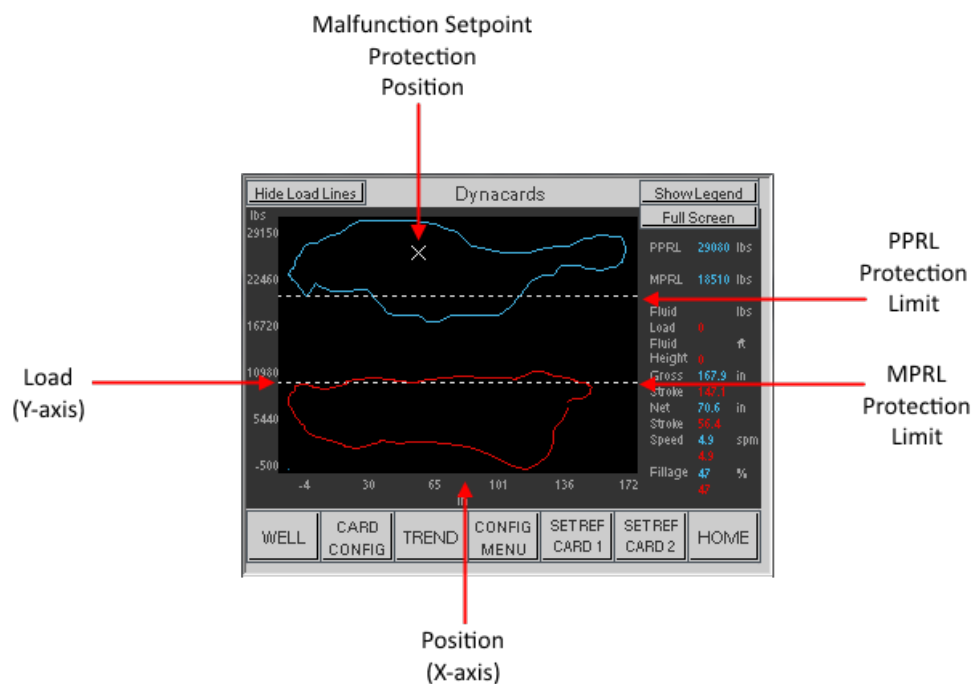 Malfunction Setpoint
Protection
Position
Hide Load Lines
Dynacards
Show Legend
Full Screen
lbs
29150
22460
16720
10980
5440
-500
-4 30 65 101 136 172
in
PPRL 29080 lbs
MPRL 18510 lbs
Fluid lbs
Load 0
Fluid ft
Height 0
Gross 167.9 in
Stroke 147.1
Net 70.6 in
Stroke 56.4
Speed 4.9 spm
4.9
Fillage 47 %
47
WELL
CARD
CONFIG
TREND
CONFIG
MENU
SET REF
CARD 1
SET REF
CARD 2
HOME
PPRL
Protection
Limit
MPRL
Protection
Limit
Load
(Y-axis)
Position
(X-axis)